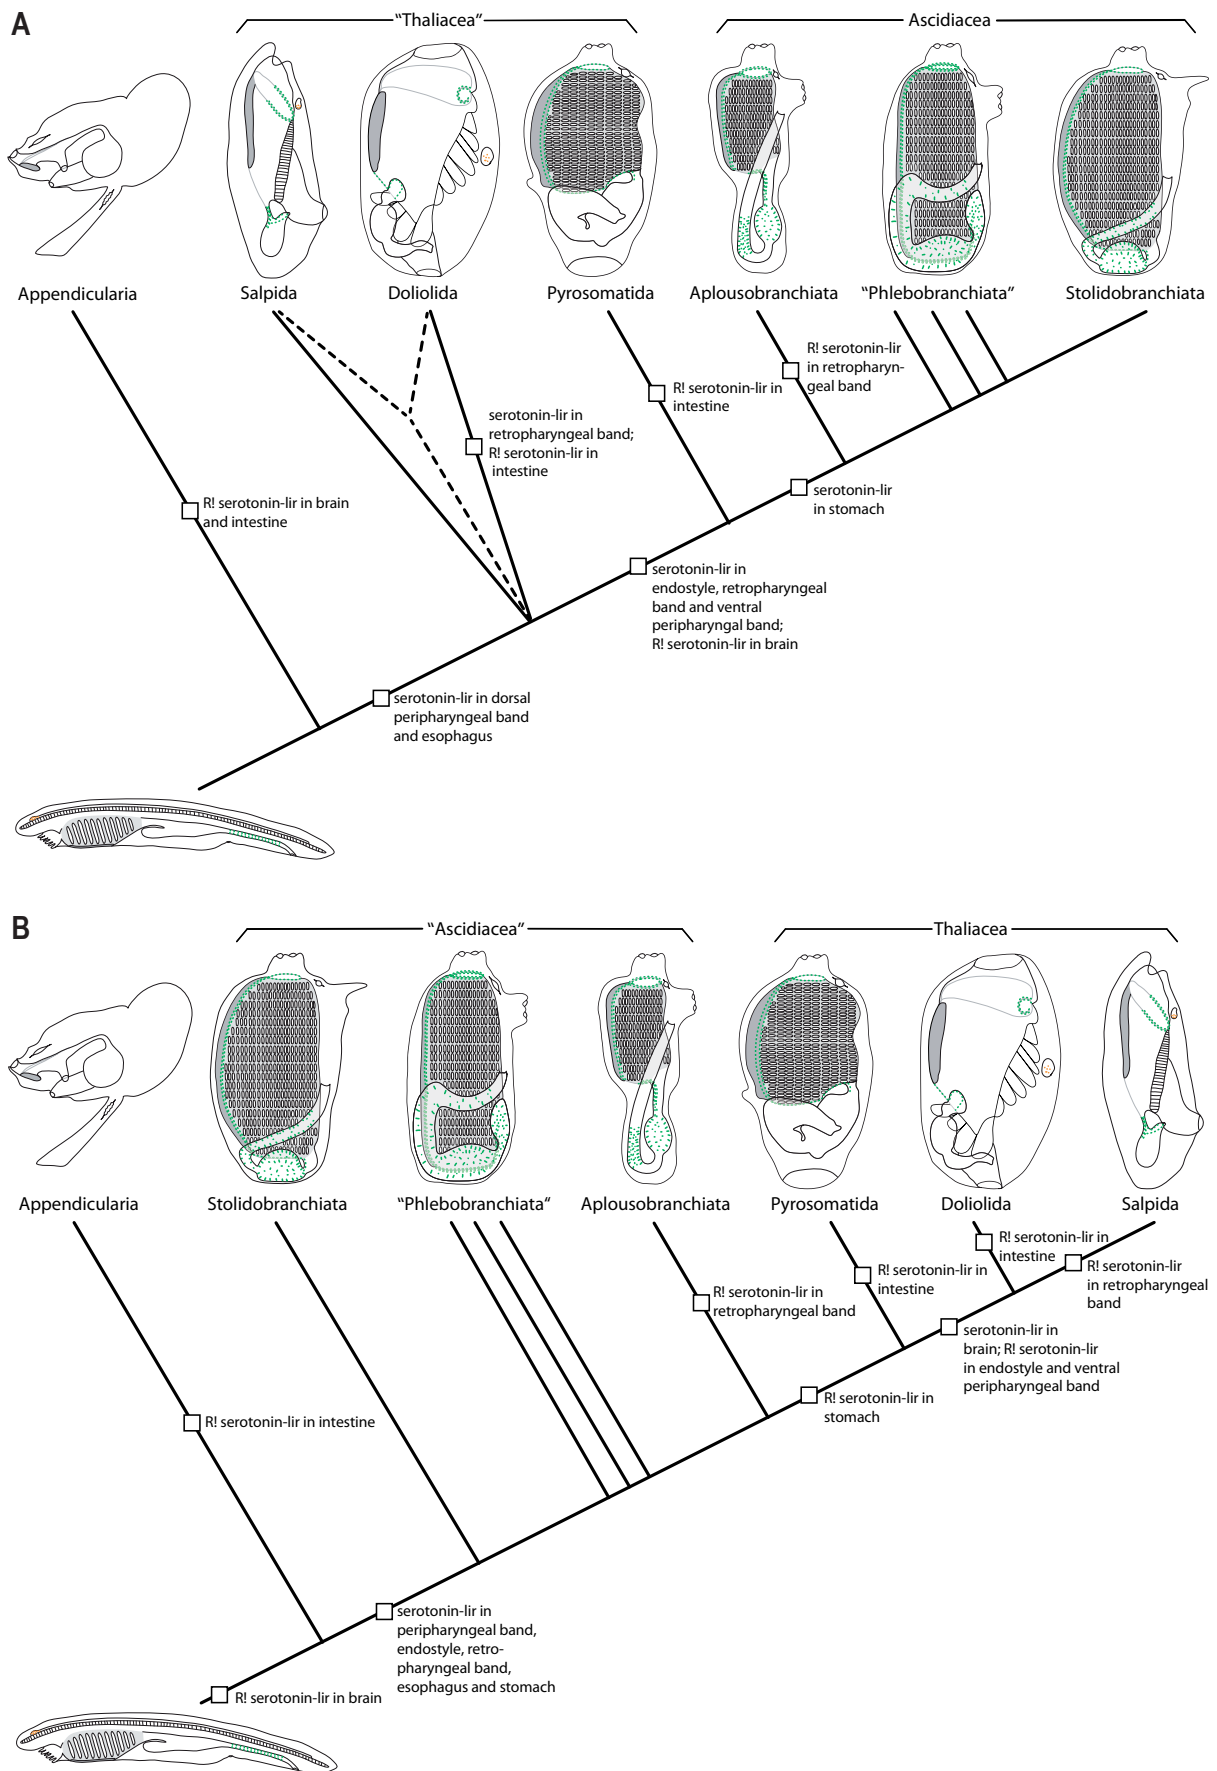 A
"Thaliacea"
Ascidiacea
Appendicularia
Salpida
Doliolida
Pyrosomatida
Aplousobranchiata
"Phlebobranchiata"
Stolidobranchiata
R! serotonin-lir
in retropharyn-
geal band
R! serotonin-lir in
intestine
serotonin-lir in
retropharyngeal band;
R! serotonin-lir in
intestine
serotonin-lir
in stomach
R! serotonin-lir in brain
and intestine
serotonin-lir in
endostyle, retropharyngeal
band and ventral
peripharyngal band;
R! serotonin-lir in brain
serotonin-lir in dorsal
peripharyngeal band
and esophagus
B
"Ascidiacea"
Thaliacea
Appendicularia
Stolidobranchiata
"Phlebobranchiata"
Aplousobranchiata
Pyrosomatida
Doliolida
Salpida
R! serotonin-lir in
intestine
R! serotonin-lir
in retropharyngeal
band
R! serotonin-lir in
intestine
R! serotonin-lir in
retropharyngeal band
serotonin-lir in
brain; R! serotonin-lir
in endostyle and ventral
peripharyngeal band
R! serotonin-lir in
stomach
R! serotonin-lir in intestine
serotonin-lir in
peripharyngeal band,
endostyle, retro-
pharyngeal band,
esophagus and stomach
R! serotonin-lir in brain